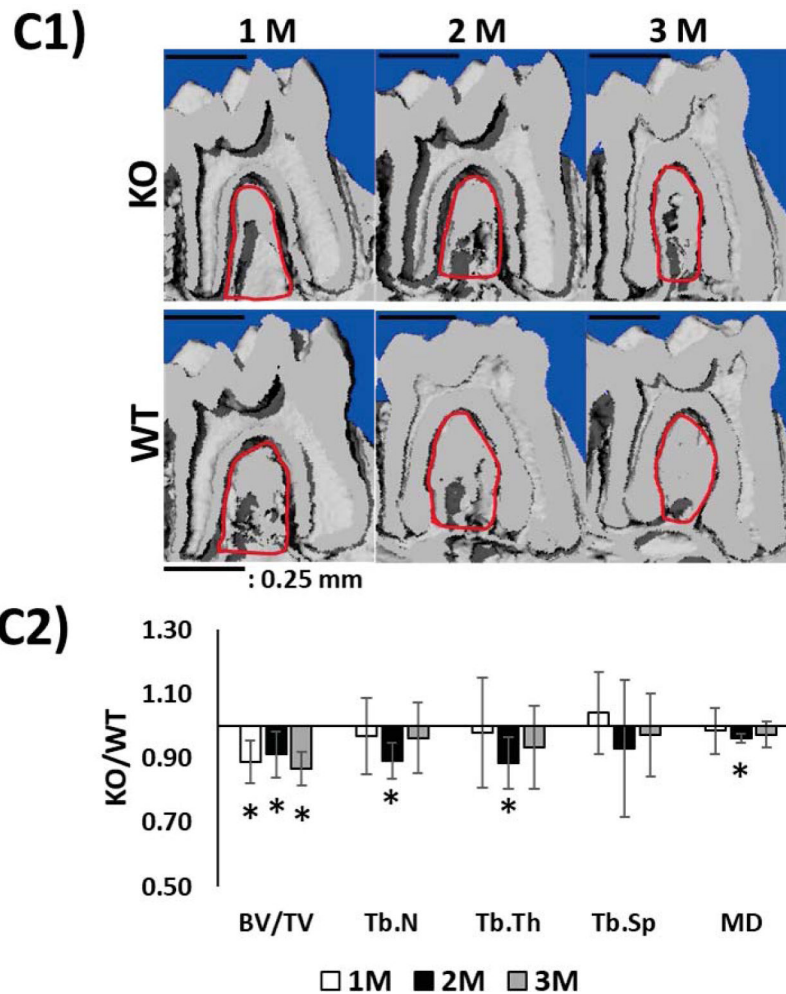 C1)
1 M 2 M 3 M
KO
WT
: 0.25 mm
C2)
1.30
1.10
0.90
0.70
0.50
KO/WT
* * * * * *
BV/TV Tb.N Tb.Th Tb.Sp MD
1M 2M 3M